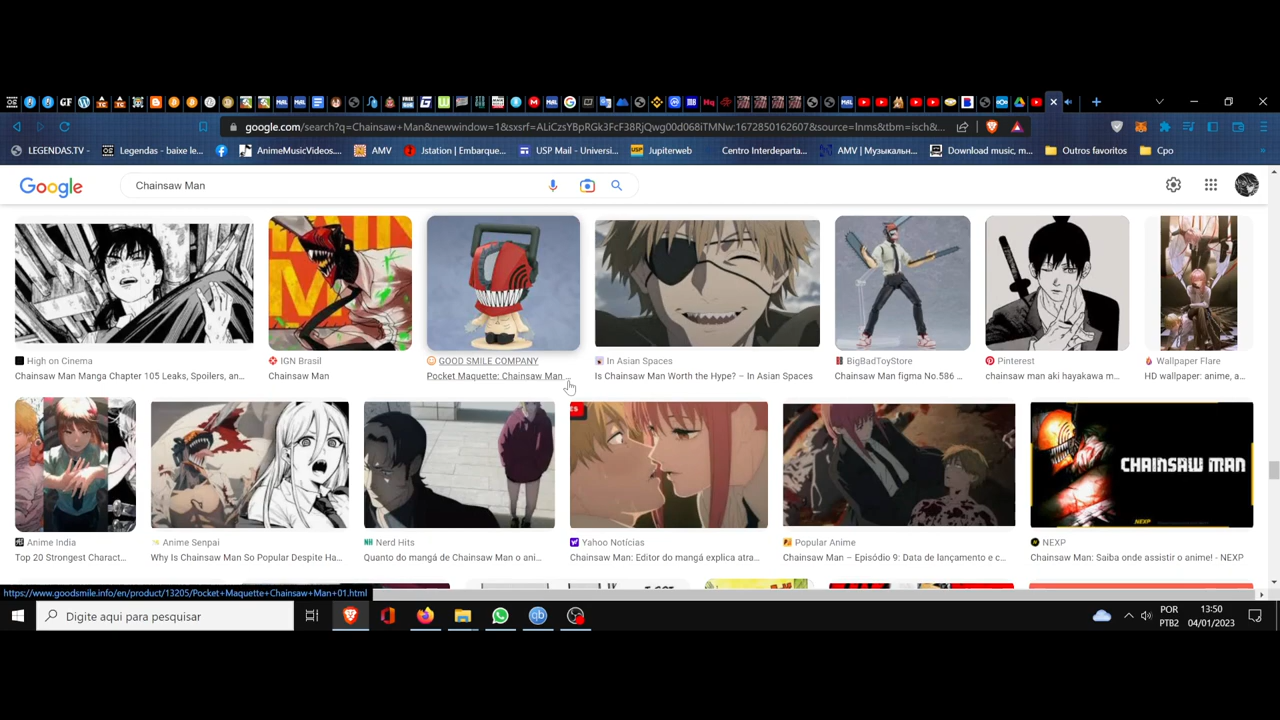 google.com/search?q=Chainsaw+Man&newwindow=1&sxsrf=ALiCzsYBpRGk3FcF38RjQwg00d068iTMNw:1672850162607&source=lnms&tbm=isch&...
LEGENDAS.TV -
Legendas - baixe le...
AnimeMusicVideos....
AMV
Jstation | Embarque...
USP Mail - Universi...
Jupiterweb
Centro Interdeparta...
AMV | Музыкальн...
Download music, m...
Outros favoritos
Cpo
Google
Chainsaw Man
High on Cinema
Chainsaw Man Manga Chapter 105 Leaks, Spoilers, an...
IGN Brasil
Chainsaw Man
GOOD SMILE COMPANY
Pocket Maquette: Chainsaw Man ...
In Asian Spaces
Is Chainsaw Man Worth the Hype? – In Asian Spaces
BigBadToyStore
Chainsaw Man figma No.586 ...
Pinterest
chainsaw man aki hayakawa m...
Wallpaper Flare
HD wallpaper: anime, a...
CHAINSAW MAN
NEXP
Anime India
Top 20 Strongest Charact...
Anime Senpai
Why Is Chainsaw Man So Popular Despite Ha...
Nerd Hits
Quanto do mangá de Chainsaw Man o ani...
Yahoo Notícias
Chainsaw Man: Editor do mangá explica atra...
Popular Anime
Chainsaw Man – Episódio 9: Data de lançamento e c...
NEXP
Chainsaw Man: Saiba onde assistir o anime! - NEXP
https://www.goodsmile.info/en/product/13205/Pocket+Maquette+Chainsaw+Man+01.html
Digite aqui para pesquisar
POR
PTB2
13:50
04/01/2023